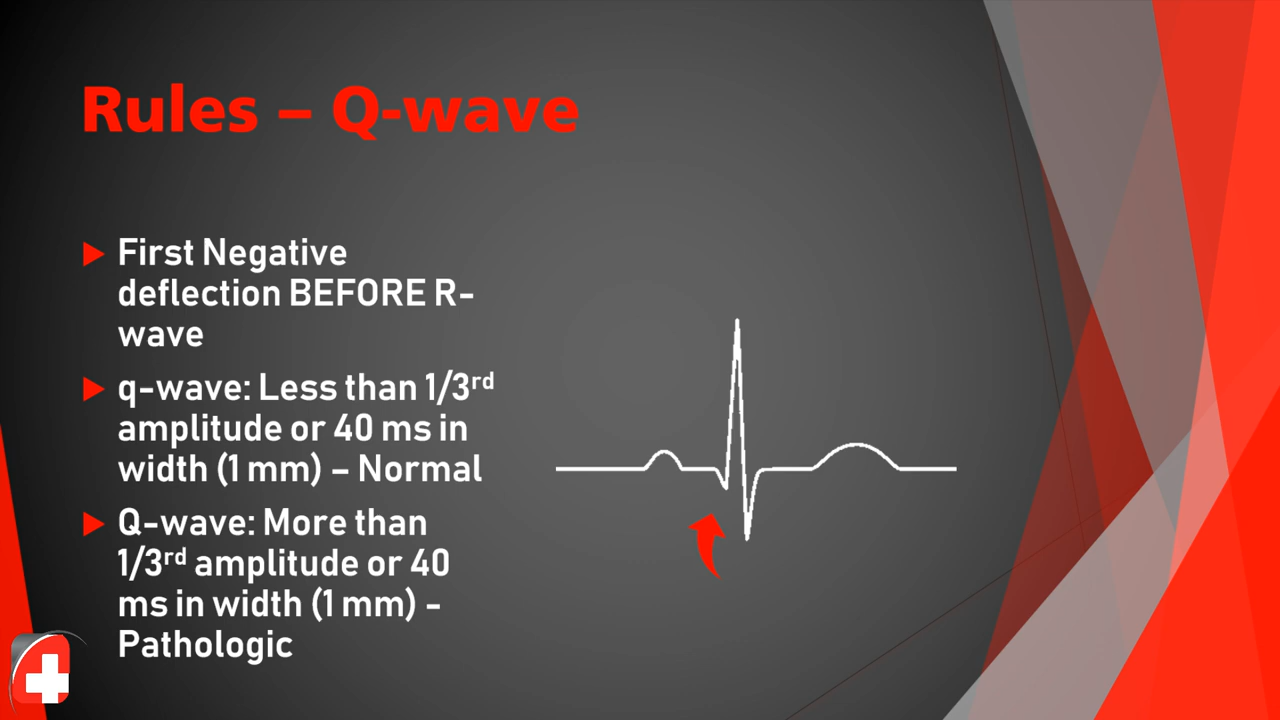 Rules – Q-wave
First Negative
deflection BEFORE R-
wave
q-wave: Less than 1/3rd
amplitude or 40 ms in
width (1 mm) – Normal
Q-wave: More than
1/3rd amplitude or 40
ms in width (1 mm) -
Pathologic